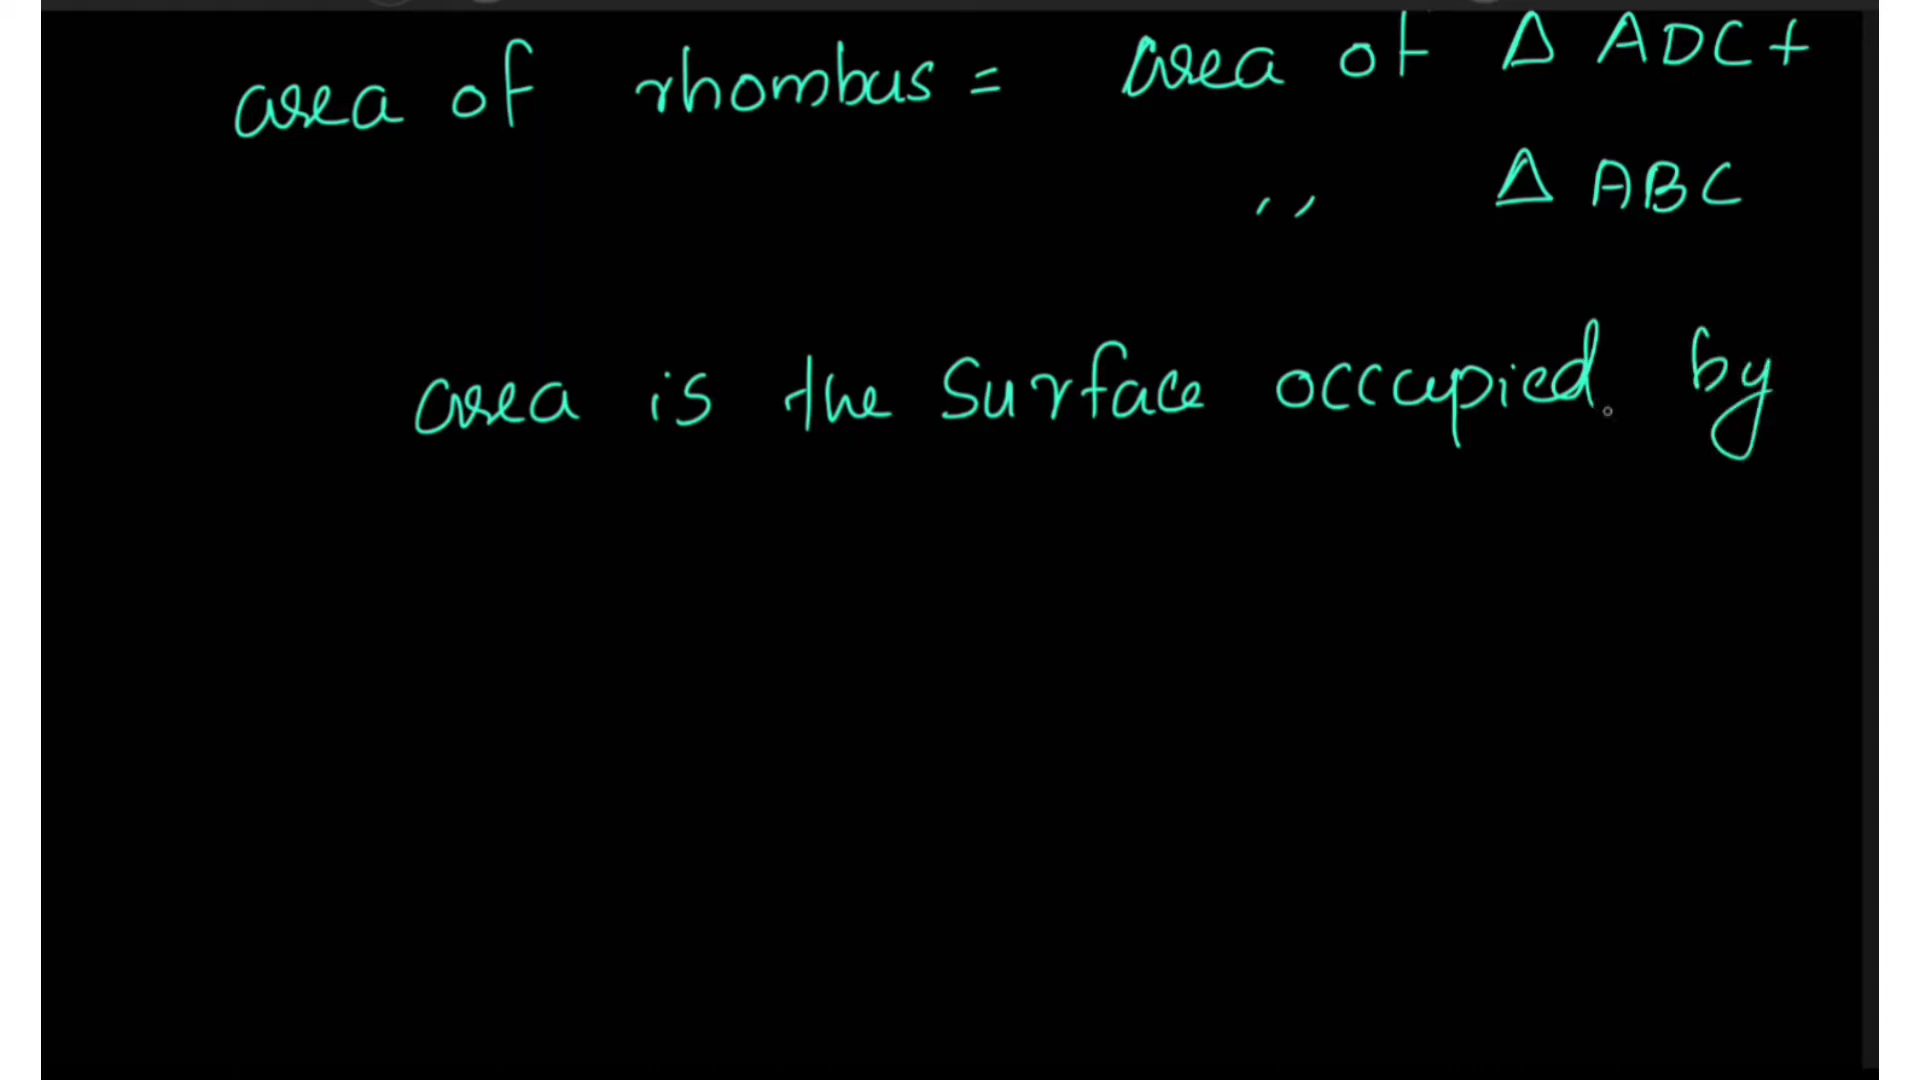 area of rhombus = area of Δ ADC +
,, Δ ABC
area is the surface occupied by